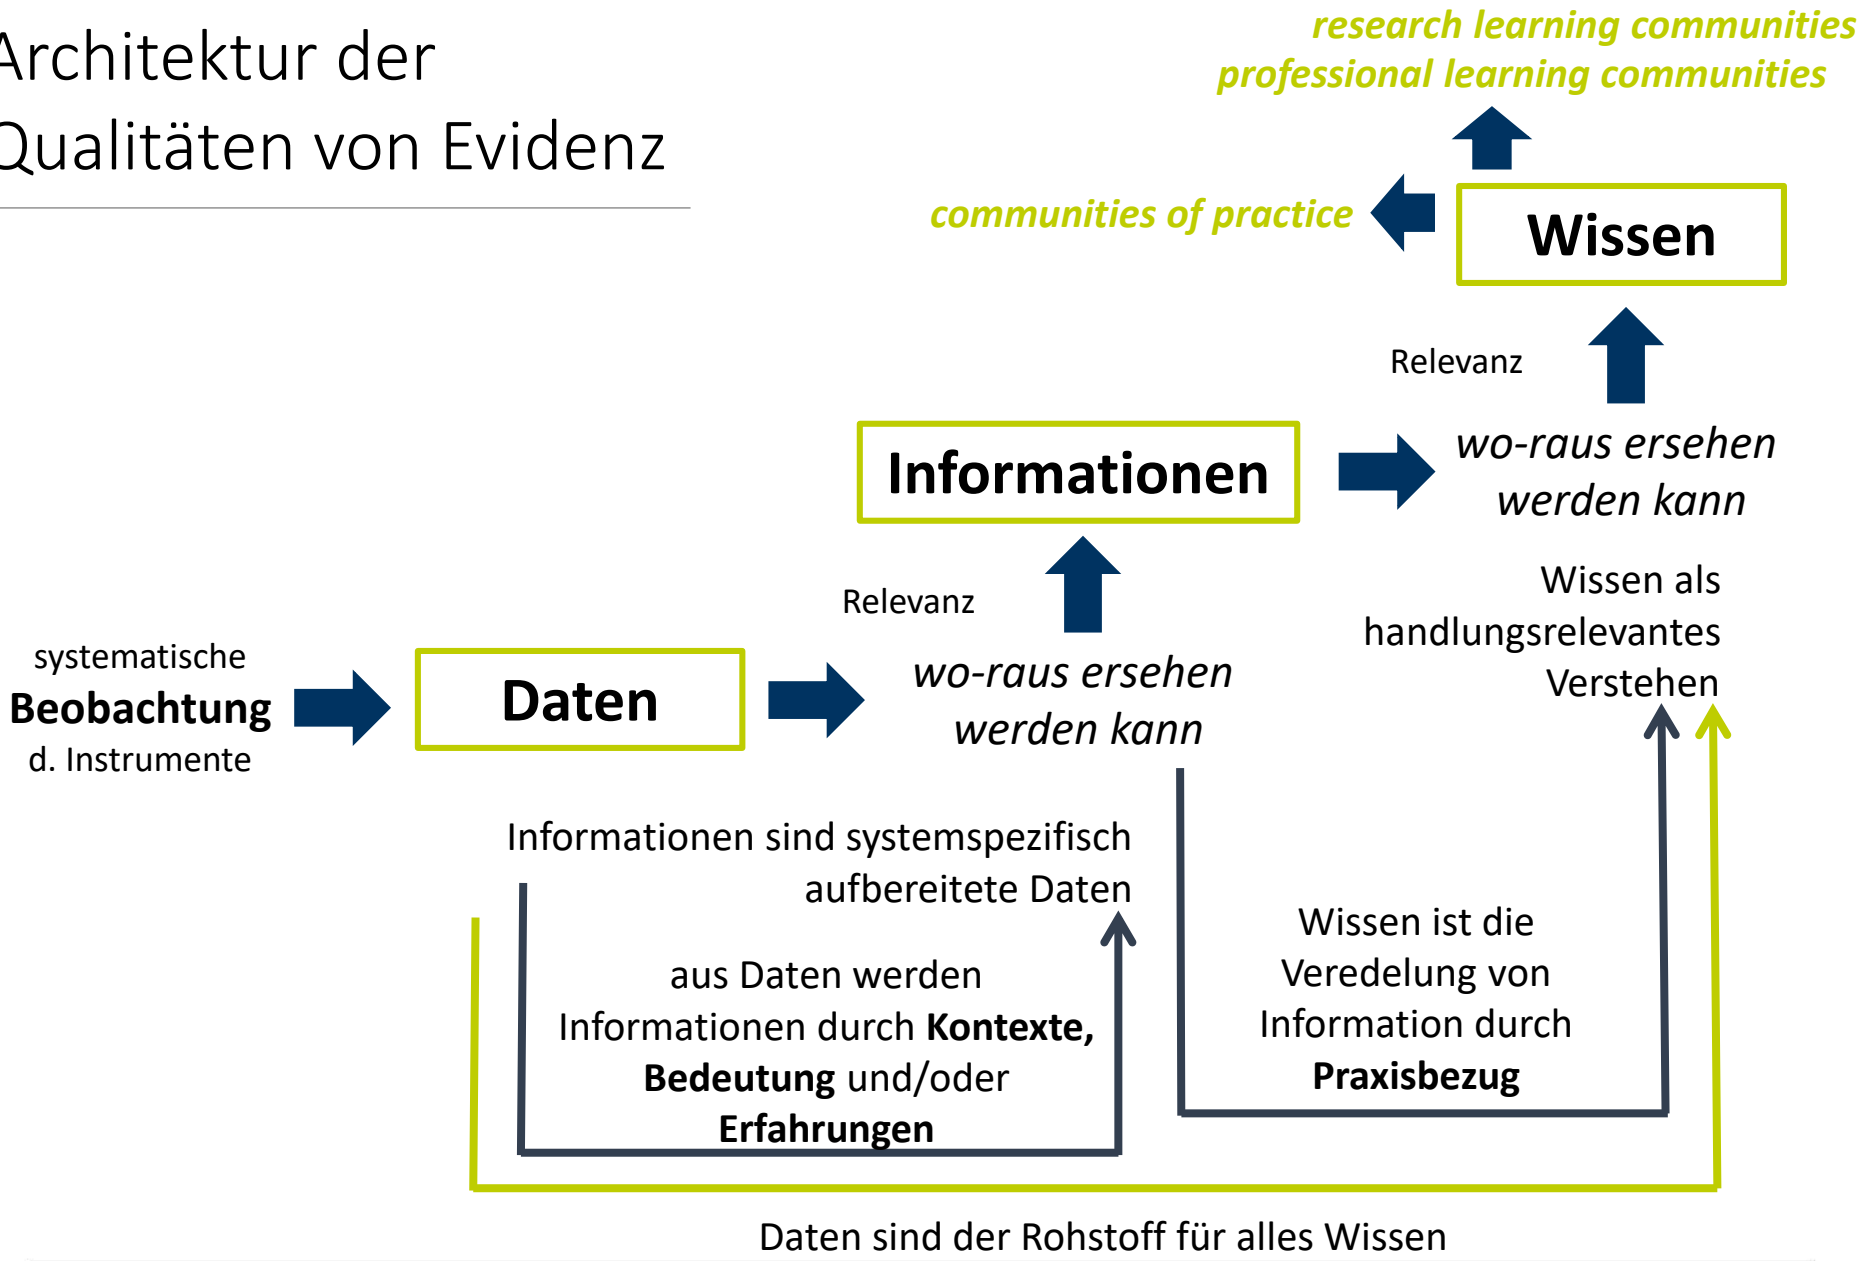 Architektur der
Qualitäten von Evidenz
research learning communities
professional learning communities
communities of practice
Wissen
Relevanz
wo-raus ersehen
werden kann
Informationen
Wissen als
handlungsrelevantes
Verstehen
Relevanz
wo-raus ersehen
werden kann
systematische
Beobachtung
d. Instrumente
Daten
Informationen sind systemspezifisch
aufbereitete Daten
aus Daten werden
Informationen durch Kontexte,
Bedeutung und/oder
Erfahrungen
Wissen ist die
Veredelung von
Information durch
Praxisbezug
Daten sind der Rohstoff für alles Wissen